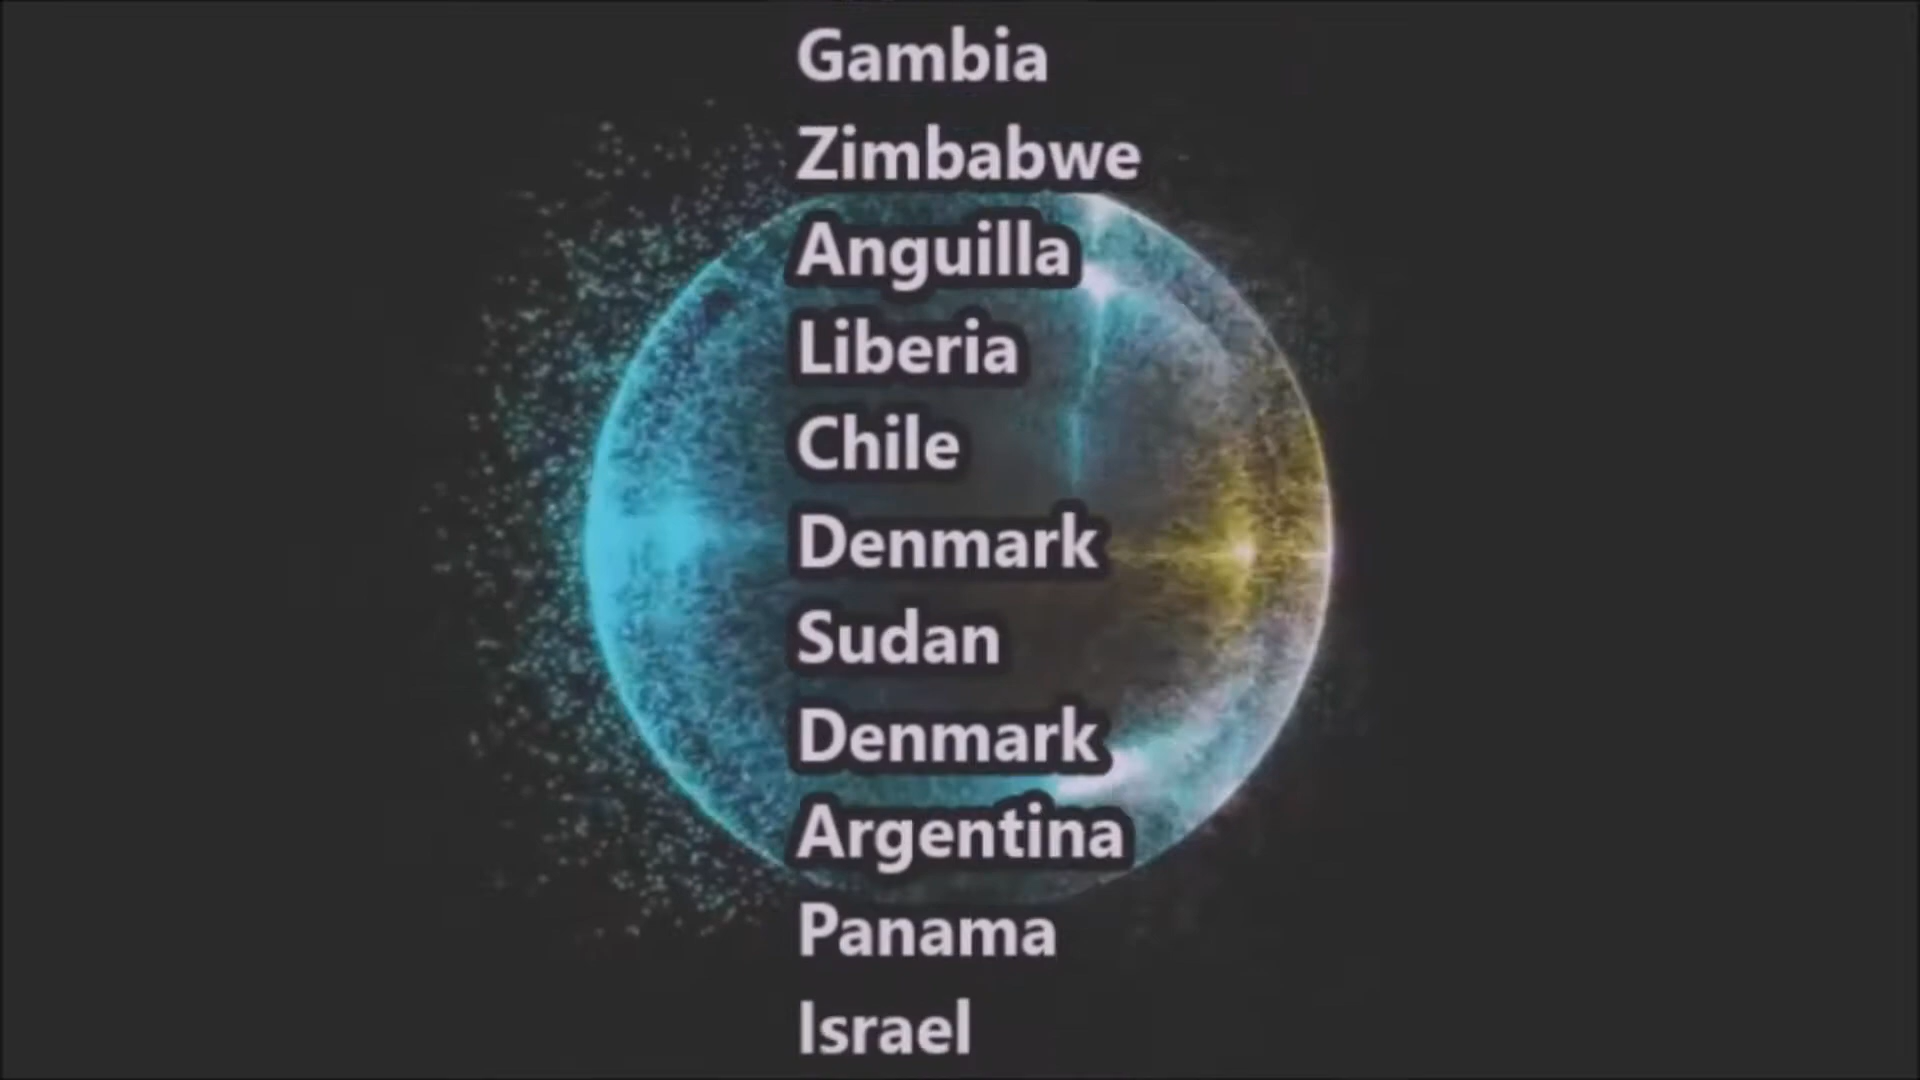 Gambia
Zimbabwe
Anguilla
Liberia
Chile
Denmark
Sudan
Denmark
Argentina
Panama
Israel